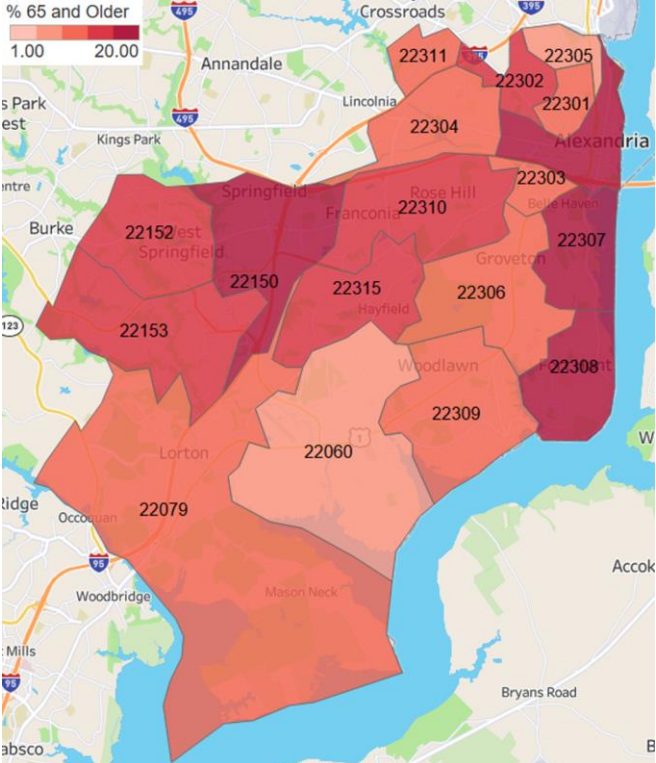 % 65 and Older
1.00 20.00
495
395
Crossroads
Annandale
22311
22305
22302
22301
Lincolnia
s Park
est
495
22304
Kings Park
Alexandria
22303
entre
Springfield
Rose Hill
Franconia
22310
Belle Haven
Burke
22152
West
Springfield
22307
Groveton
22150
22315
22306
Hayfield
123
22153
Woodlawn
22308
22309
1
W
Lorton
22060
Ridge
Occoquan
22079
95
Accok
Woodbridge
Mason Neck
Mills
95
Bryans Road
absco
B